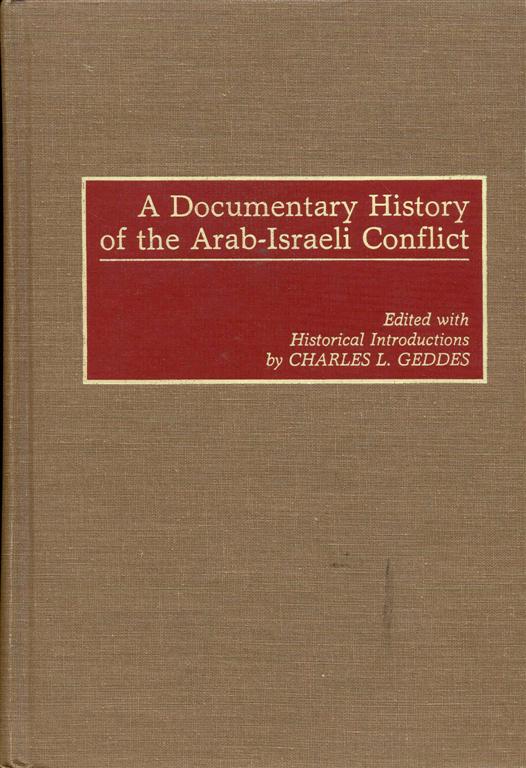 A Documentary History
of the Arab-Israeli Conflict
Edited with
Historical Introductions
by CHARLES L. GEDDES